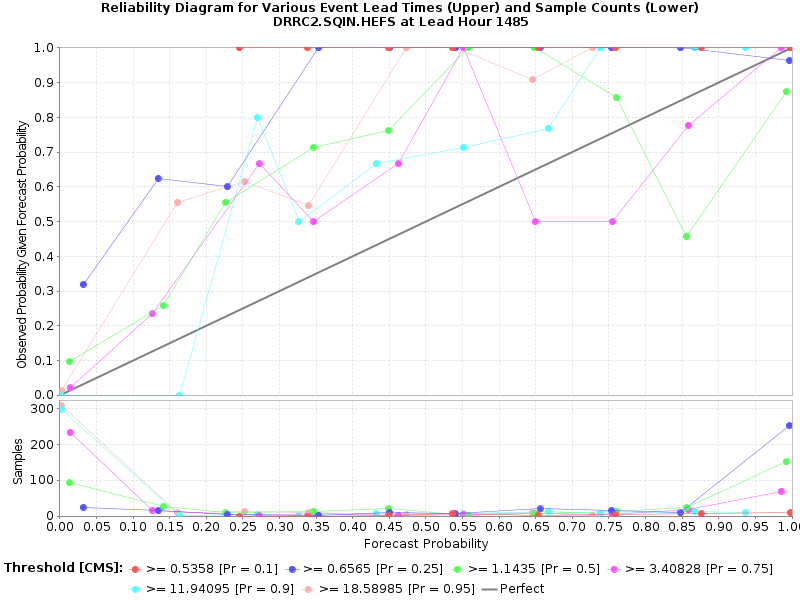 Reliability Diagram for Various Event Lead Times (Upper) and Sample Counts (Lower)
DRRC2.SQIN.HEFS at Lead Hour 1485
Observed Probability Given Forecast Probability
1.0
0.9
0.8
0.7
0.6
0.5
0.4
0.3
0.2
0.1
0.0
Samples
300
200
100
0
0.00 0.05 0.10 0.15 0.20 0.25 0.30 0.35 0.40 0.45 0.50 0.55 0.60 0.65 0.70 0.75 0.80 0.85 0.90 0.95 1.00
Forecast Probability
Threshold [CMS]: >= 0.5358 [Pr = 0.1] >= 0.6565 [Pr = 0.25] >= 1.1435 [Pr = 0.5] >= 3.40828 [Pr = 0.75]
>= 11.94095 [Pr = 0.9] >= 18.58985 [Pr = 0.95] Perfect